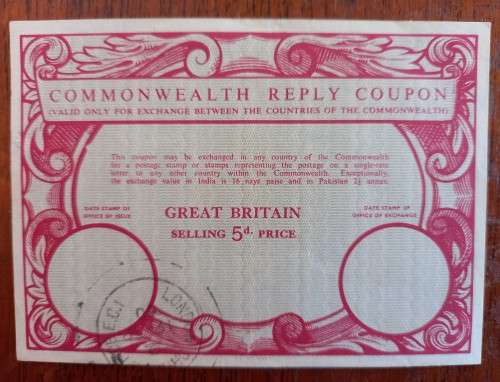 COMMONWEALTH REPLY COUPON
(VALID ONLY FOR EXCHANGE BETWEEN THE COUNTRIES OF THE COMMONWEALTH)
This coupon may be exchanged in any country of the Commonwealth
for a postage stamp or stamps representing the postage on a single-rate
letter to any other country within the Commonwealth. Exceptionally,
the exchange value in India is 16 naye paise and in Pakistan 2½ annas.
DATE STAMP OF
OFFICE OF ISSUE
GREAT BRITAIN
SELLING 5d. PRICE
DATE STAMP OF
OFFICE OF EXCHANGE
E.C.1